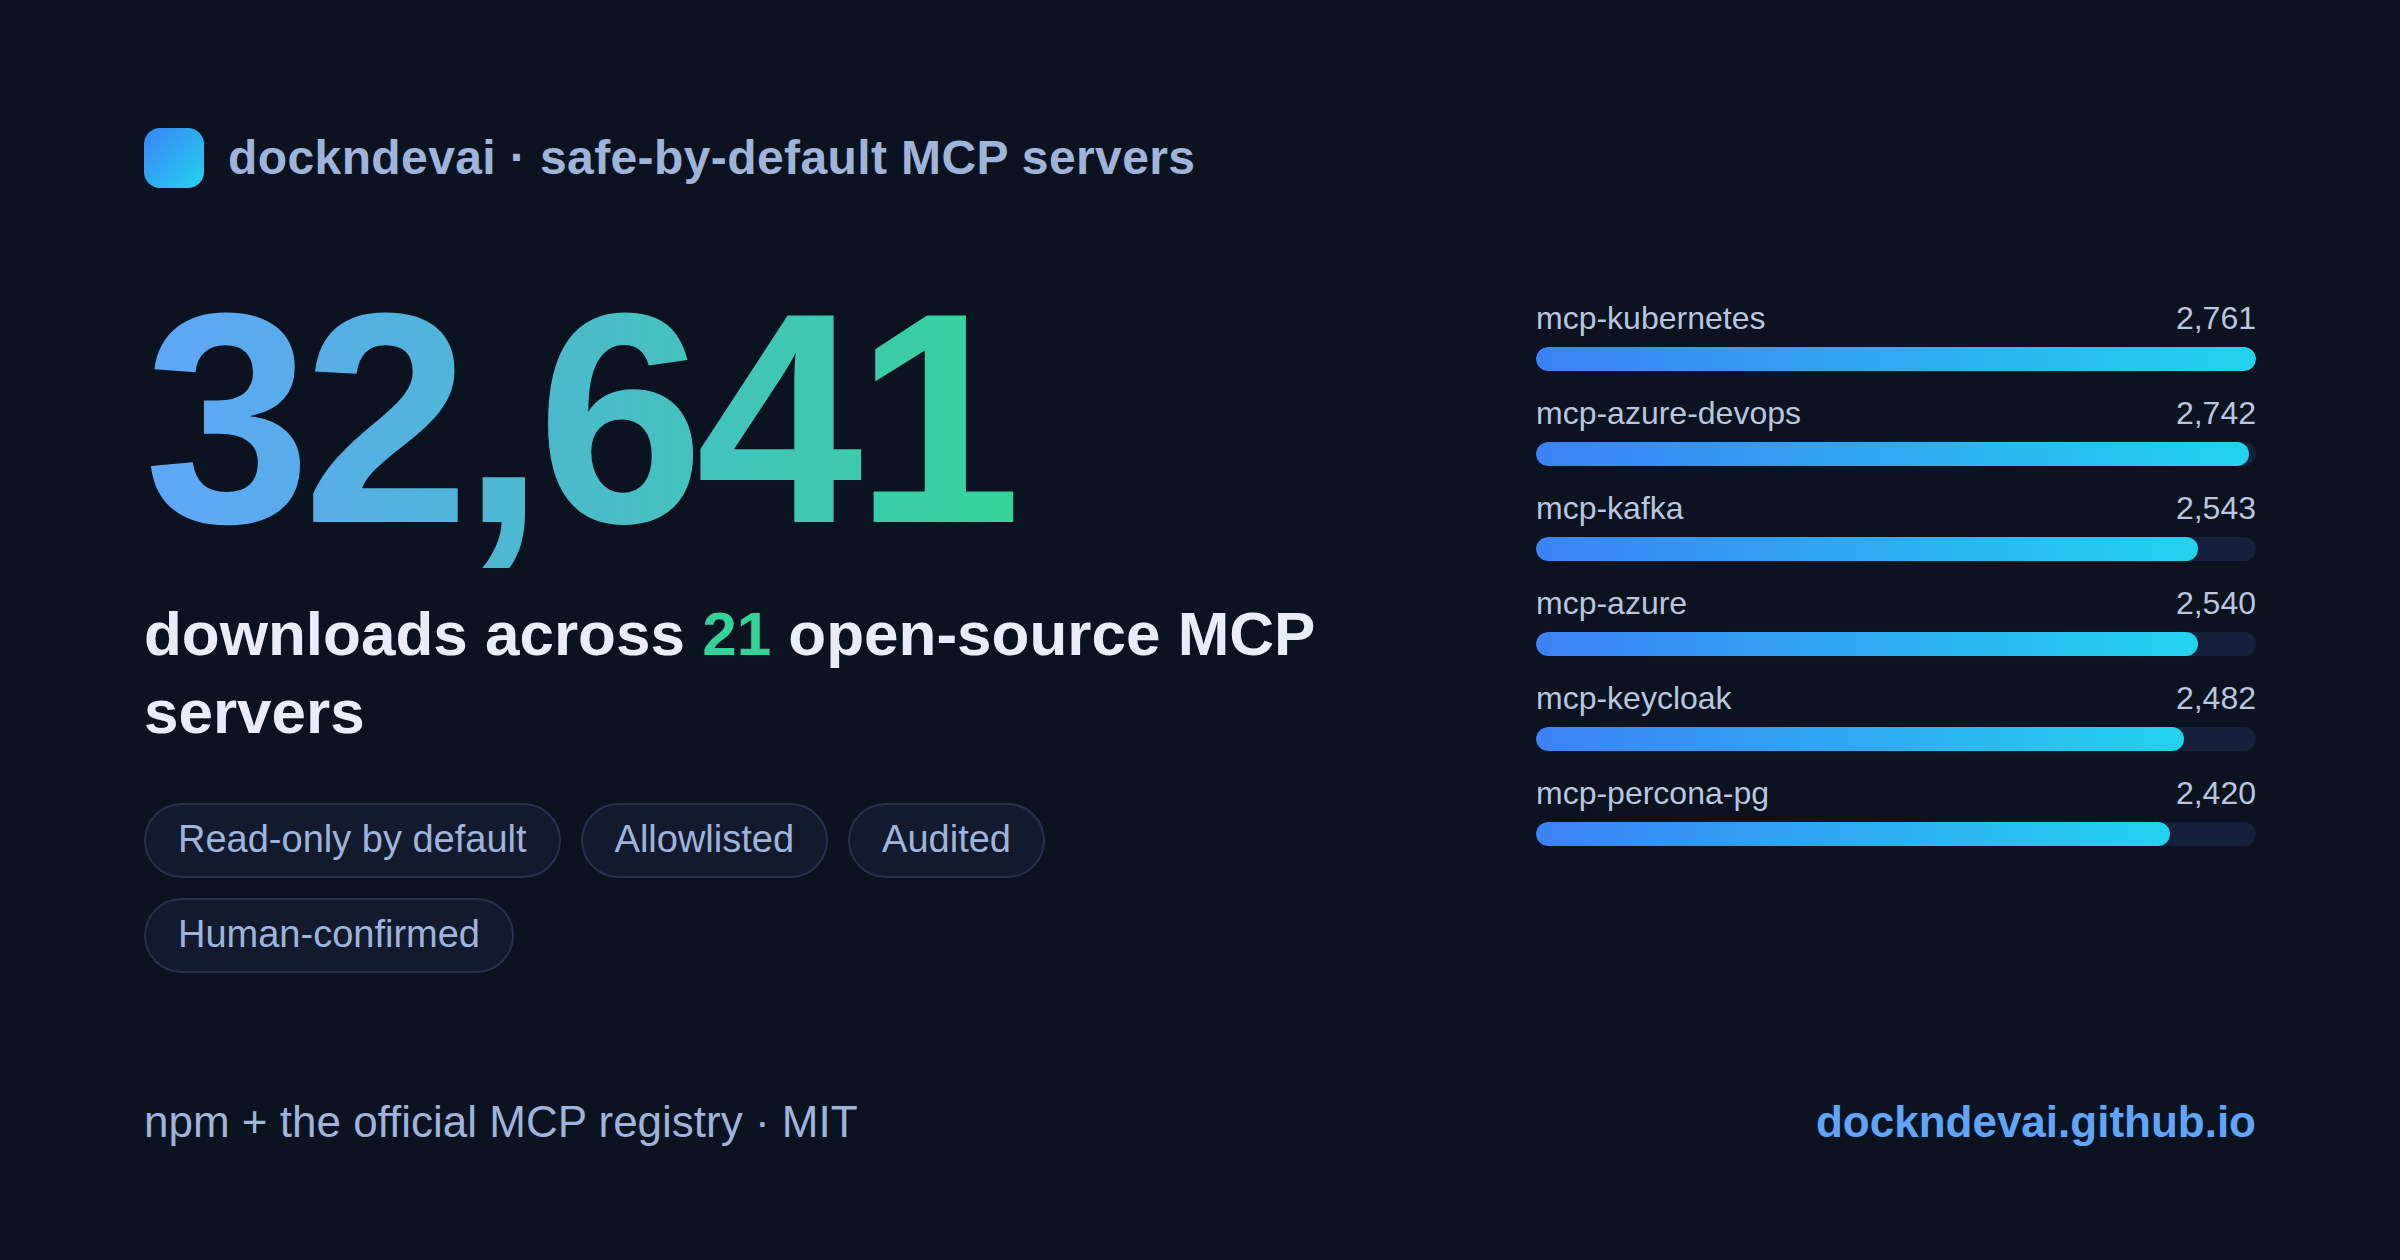 dockndevai · safe-by-default MCP servers
32,641
downloads across 21 open-source MCP
servers
Read-only by default
Allowlisted
Audited
Human-confirmed
mcp-kubernetes 2,761
mcp-azure-devops 2,742
mcp-kafka 2,543
mcp-azure 2,540
mcp-keycloak 2,482
mcp-percona-pg 2,420
npm + the official MCP registry · MIT
dockndevai.github.io